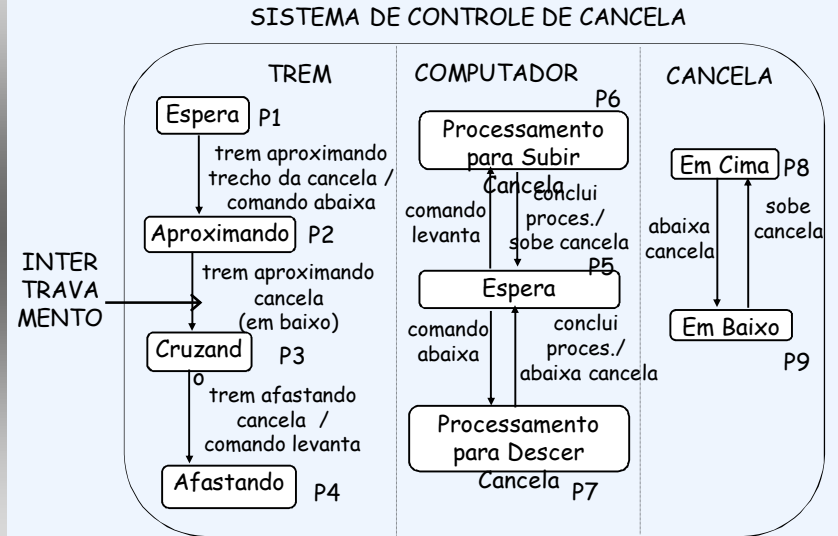 SISTEMA DE CONTROLE DE CANCELA
TREM
Espera
P1
trem aproximando
trecho da cancela /
comando abaixa
Aproximando
P2
INTER
TRAVA
MENTO
trem aproximando
cancela
(em baixo)
Cruzand
o
P3
trem afastando
cancela /
comando levanta
Afastando
P4
COMPUTADOR
P6
Processamento
para Subir
Cancela
comando
levanta
conclui
proces./
sobe cancela
P5
Espera
comando
abaixa
conclui
proces./
abaixa cancela
Processamento
para Descer
Cancela
P7
CANCELA
Em Cima
P8
abaixa
cancela
sobe
cancela
Em Baixo
P9